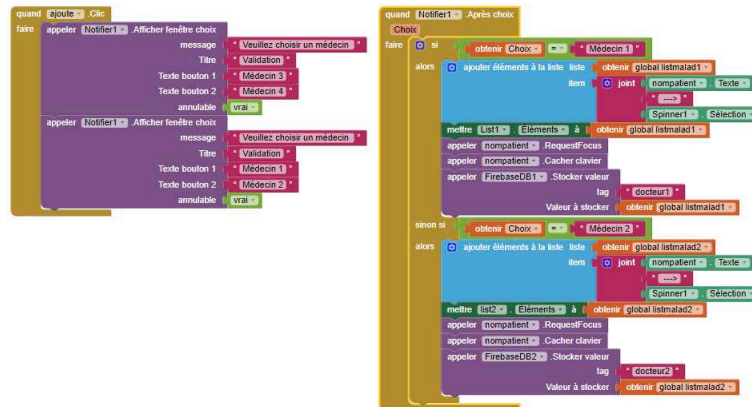 quand ajoute .Clic
faire appeler Notifier1 .Afficher fenêtre choix
message " Veuillez choisir un médecin "
Titre " Validation "
Texte bouton 1 " Médecin 3 "
Texte bouton 2 " Médecin 4 "
annulable vrai
appeler Notifier1 .Afficher fenêtre choix
message " Veuillez choisir un médecin "
Titre " Validation "
Texte bouton 1 " Médecin 1 "
Texte bouton 2 " Médecin 2 "
annulable vrai
quand Notifier1 .Après choix
Choix
faire si obtenir Choix = " Médecin 1 "
alors ajouter éléments à la liste liste obtenir global listmalad1
item joint nompatient . Texte
" ---> "
Spinner1 . Sélection
mettre List1 . Éléments à obtenir global listmalad1
appeler nompatient .RequestFocus
appeler nompatient .Cacher clavier
appeler FirebaseDB1 .Stocker valeur
tag " docteur1 "
Valeur à stocker obtenir global listmalad1
sinon si obtenir Choix = " Médecin 2 "
alors ajouter éléments à la liste liste obtenir global listmalad2
item joint nompatient . Texte
" ---> "
Spinner1 . Sélection
mettre list2 . Éléments à obtenir global listmalad2
appeler nompatient .RequestFocus
appeler nompatient .Cacher clavier
appeler FirebaseDB2 .Stocker valeur
tag " docteur2 "
Valeur à stocker obtenir global listmalad2